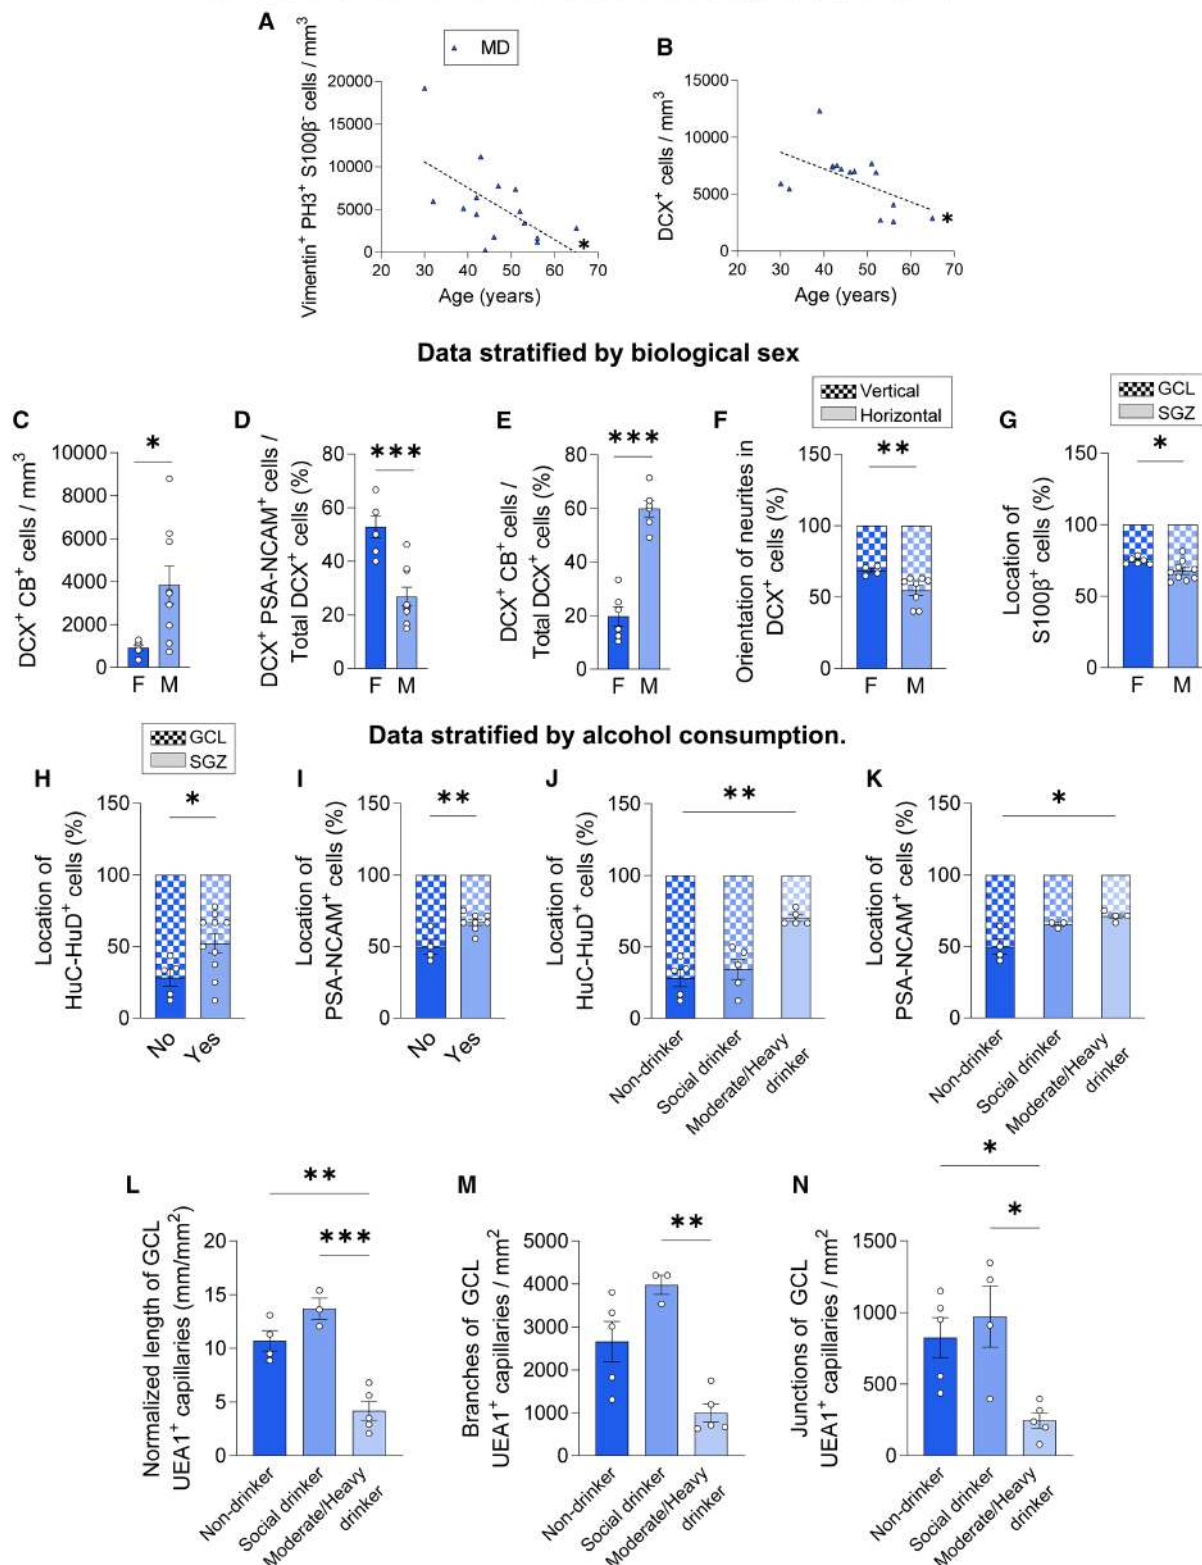 A
MD
Vimentin⁺ PH3⁺ S100β⁻ cells / mm³
20000
15000
10000
5000
0
20 30 40 50 60 70
*
Age (years)
B
DCX⁺ cells / mm³
15000
10000
5000
0
20 30 40 50 60 70
*
Age (years)
Data stratified by biological sex
C
DCX⁺ CB⁺ cells / mm³
10000
8000
6000
4000
2000
0
*
F M
D
DCX⁺ PSA-NCAM⁺ cells /
Total DCX⁺ cells (%)
80
60
40
20
0
***
F M
E
DCX⁺ CB⁺ cells /
Total DCX⁺ cells (%)
80
60
40
20
0
***
F M
F
Vertical
Horizontal
Orientation of neurites in
DCX⁺ cells (%)
150
100
50
0
**
F M
G
GCL
SGZ
Location of
S100β⁺ cells (%)
150
100
50
0
*
F M
Data stratified by alcohol consumption.
GCL
SGZ
H
Location of
HuC-HuD⁺ cells (%)
150
100
50
0
*
No Yes
I
Location of
PSA-NCAM⁺ cells (%)
150
100
50
0
**
No Yes
J
Location of
HuC-HuD⁺ cells (%)
150
100
50
0
**
Non-drinker
Social drinker
Moderate/Heavy
drinker
K
Location of
PSA-NCAM⁺ cells (%)
150
100
50
0
*
Non-drinker
Social drinker
Moderate/Heavy
drinker
L
Normalized length of GCL
UEA1⁺ capillaries (mm/mm²)
20
15
10
5
0
**
***
Non-drinker
Social drinker
Moderate/Heavy
drinker
M
Branches of GCL
UEA1⁺ capillaries / mm²
5000
4000
3000
2000
1000
0
**
Non-drinker
Social drinker
Moderate/Heavy
drinker
N
Junctions of GCL
UEA1⁺ capillaries / mm²
1500
1000
500
0
*
*
Non-drinker
Social drinker
Moderate/Heavy
drinker